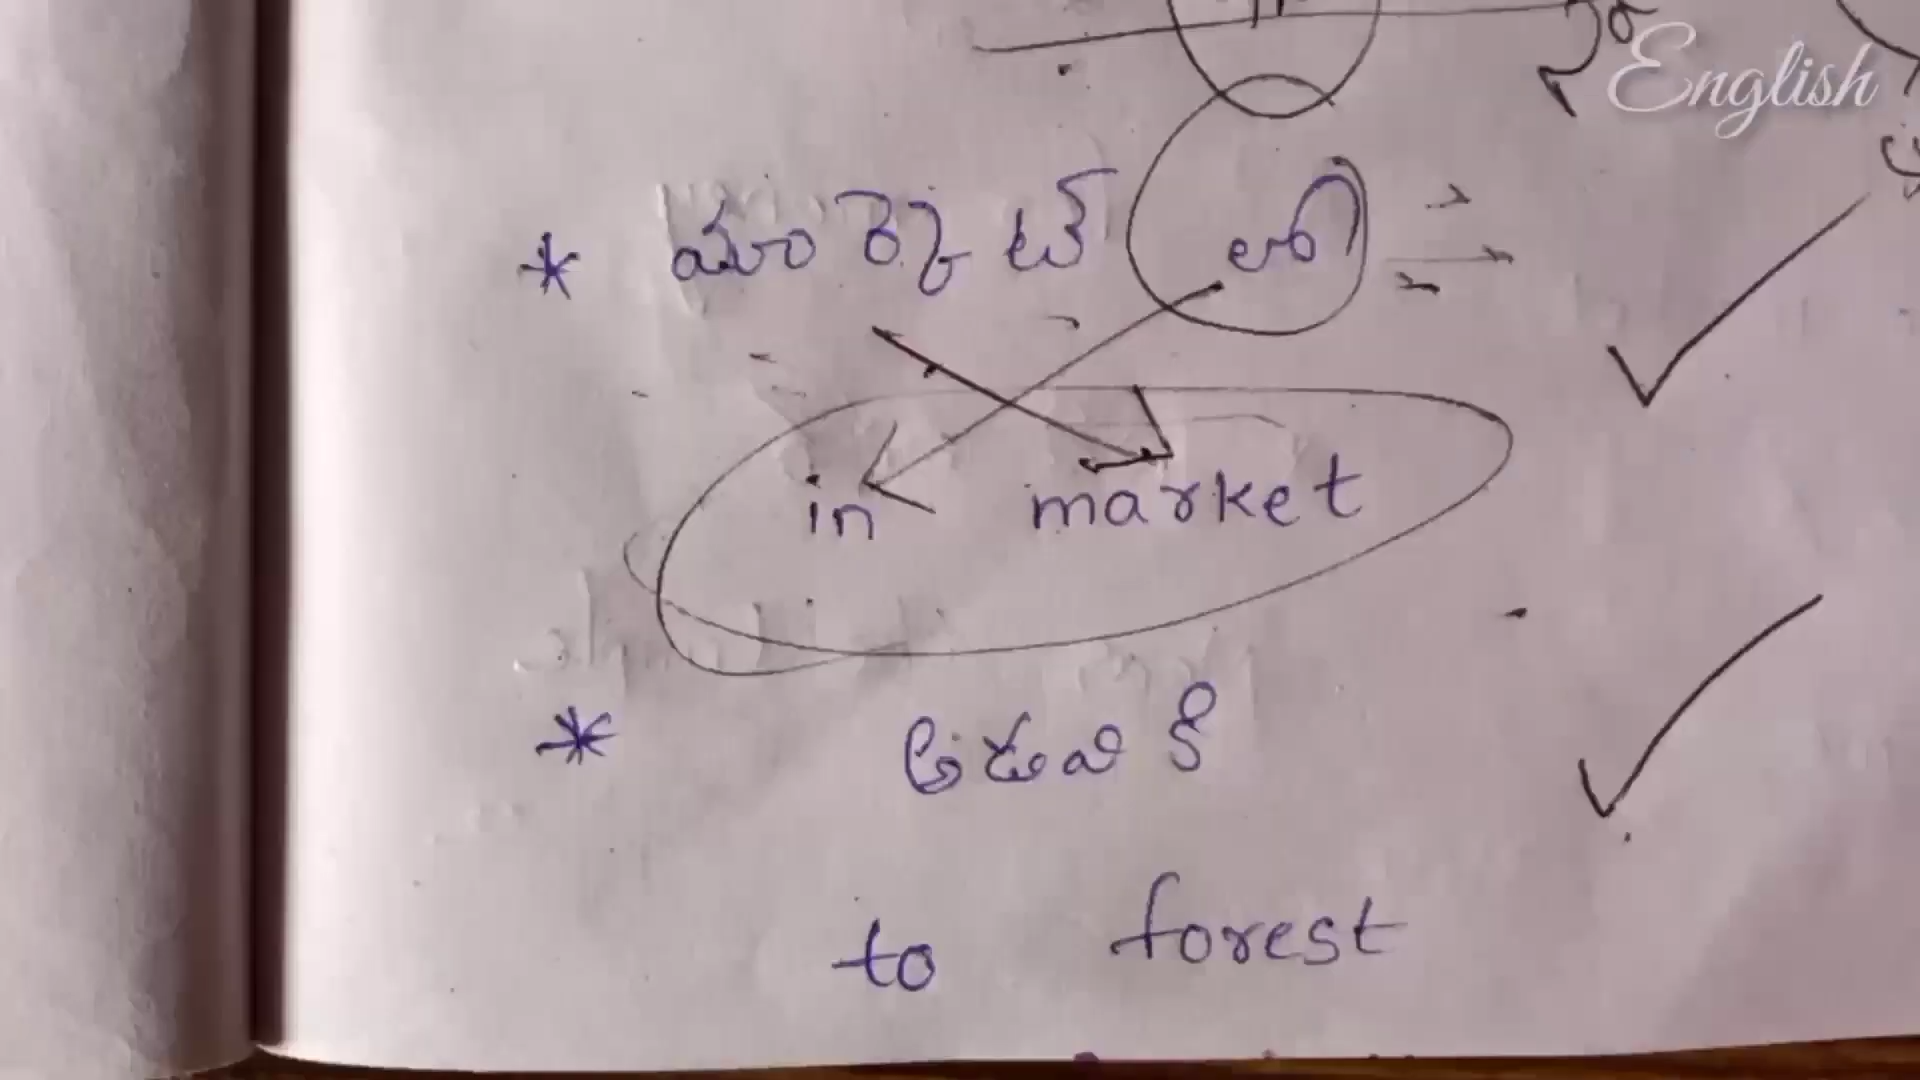 English
* మార్కెట్ లో
in market
* అడవికి
to forest